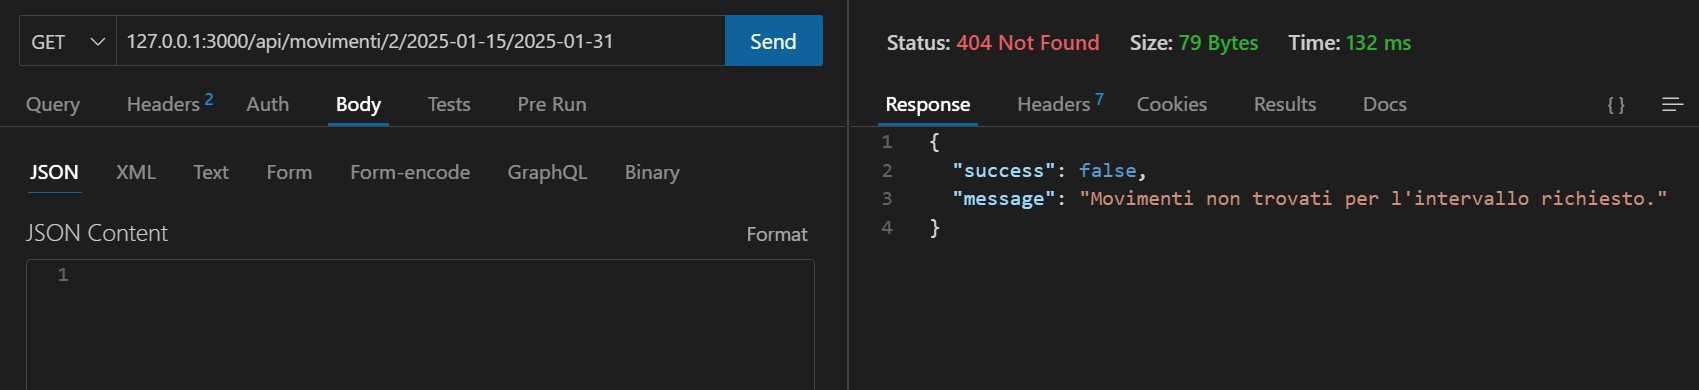 GET 127.0.0.1:3000/api/movimenti/2/2025-01-15/2025-01-31 Send
Query Headers 2 Auth Body Tests Pre Run
JSON XML Text Form Form-encode GraphQL Binary
JSON Content Format
1
Status: 404 Not Found Size: 79 Bytes Time: 132 ms
Response Headers 7 Cookies Results Docs { }
1 {
2 "success": false,
3 "message": "Movimenti non trovati per l'intervallo richiesto."
4 }